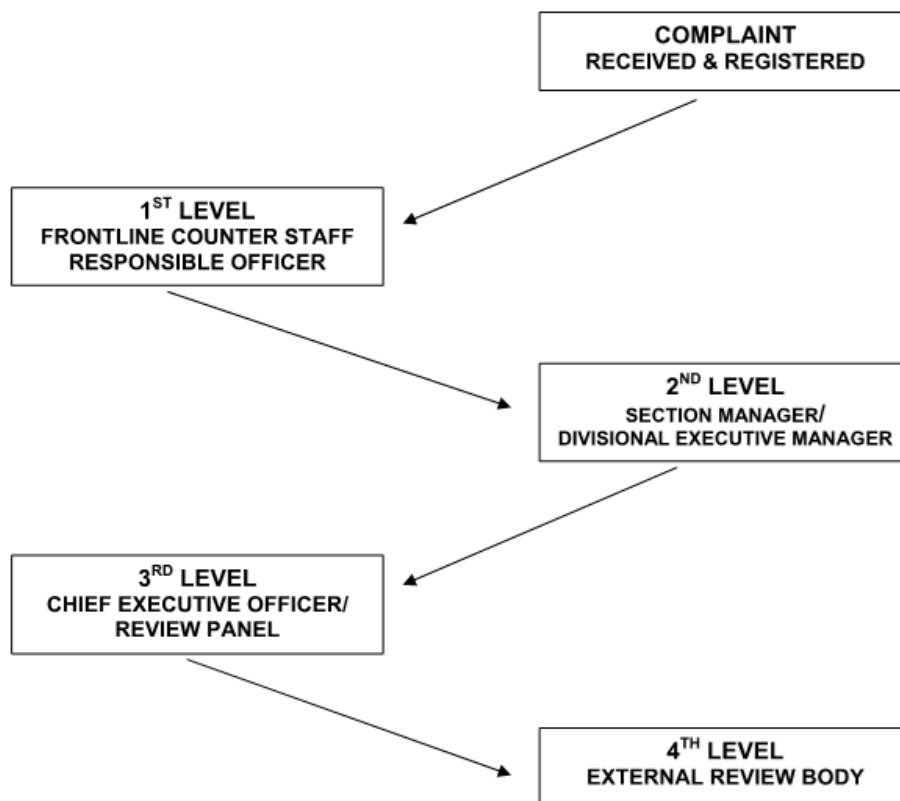 COMPLAINT
RECEIVED & REGISTERED
1ST LEVEL
FRONTLINE COUNTER STAFF
RESPONSIBLE OFFICER
2ND LEVEL
SECTION MANAGER/
DIVISIONAL EXECUTIVE MANAGER
3RD LEVEL
CHIEF EXECUTIVE OFFICER/
REVIEW PANEL
4TH LEVEL
EXTERNAL REVIEW BODY